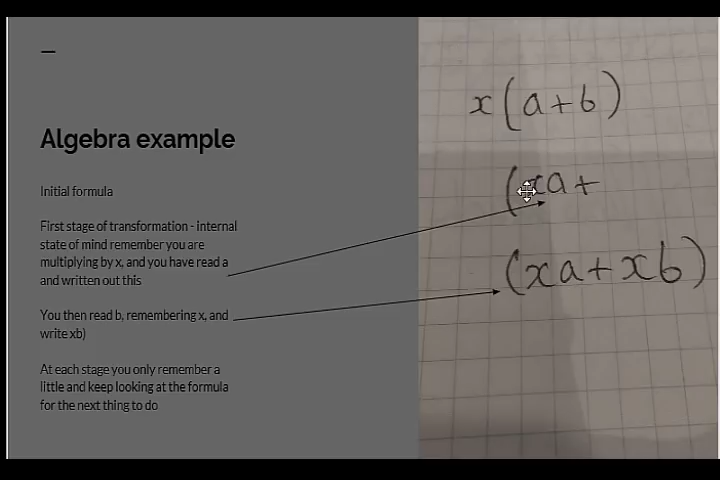 Algebra example
Initial formula
First stage of transformation - internal
state of mind remember you are
multiplying by x, and you have read a
and written out this
You then read b, remembering x, and
write xb)
At each stage you only remember a
little and keep looking at the formula
for the next thing to do
x(a+b)
(xa+
(xa+xb)